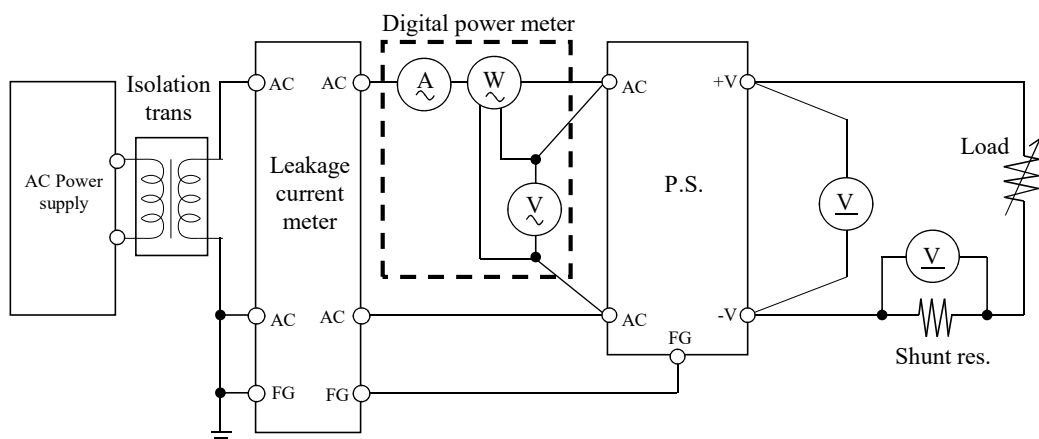 Digital power meter
Isolation
trans
AC Power
supply
AC
AC
Leakage
current
meter
AC
AC
FG
FG
A
W
V
AC
P.S.
AC
FG
+V
-V
V
Load
V
Shunt res.